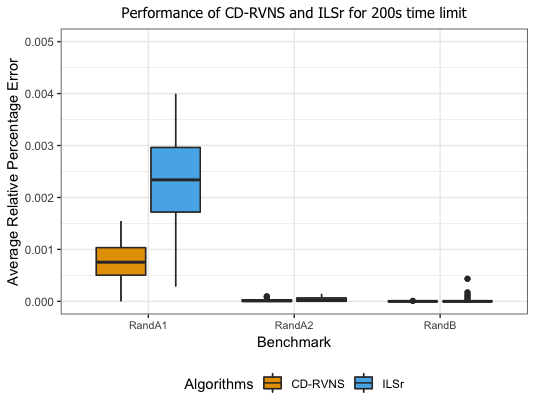 Performance of CD-RVNS and ILSr for 200s time limit
Average Relative Percentage Error
0.005
0.004
0.003
0.002
0.001
0.000
RandA1 RandA2 RandB
Benchmark
Algorithms CD-RVNS ILSr